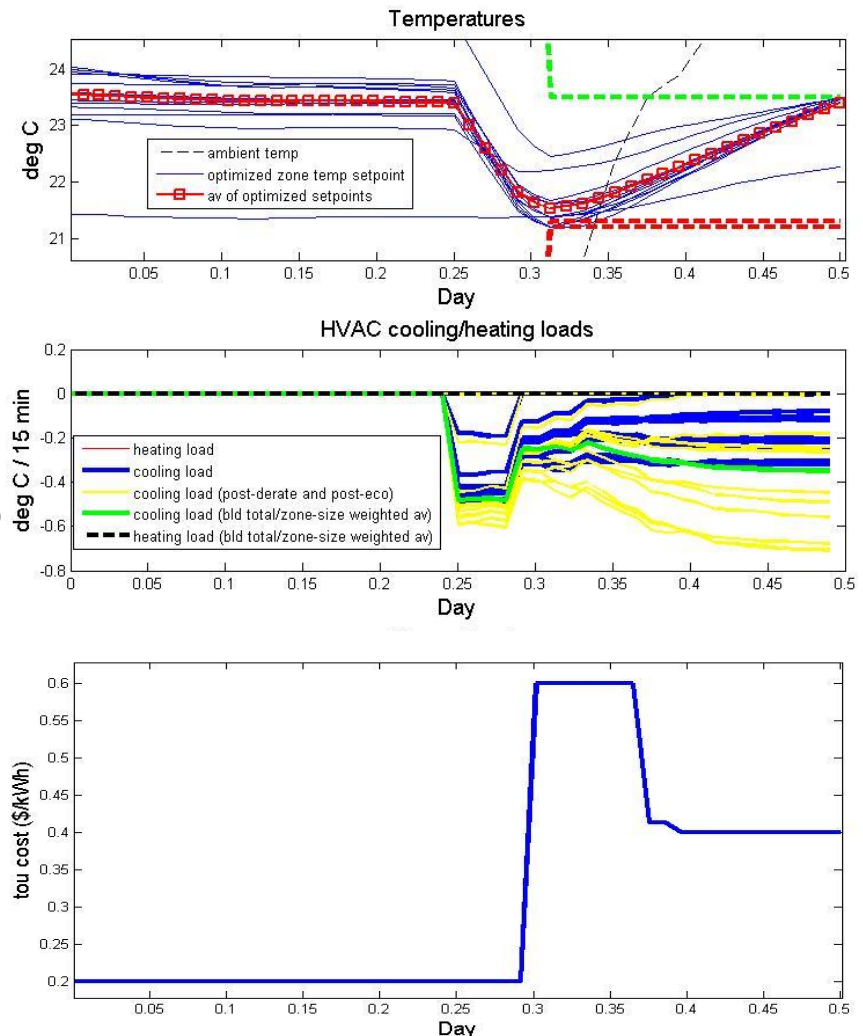 Temperatures
24
23
22
21
deg C
ambient temp
optimized zone temp setpoint
av of optimized setpoints
0.05 0.1 0.15 0.2 0.25 0.3 0.35 0.4 0.45 0.5
Day
HVAC cooling/heating loads
0.2
0
-0.2
-0.4
-0.6
-0.8
deg C / 15 min
heating load
cooling load
cooling load (post-derate and post-eco)
cooling load (bld total/zone-size weighted av)
heating load (bld total/zone-size weighted av)
0 0.05 0.1 0.15 0.2 0.25 0.3 0.35 0.4 0.45 0.5
Day
0.6
0.55
0.5
0.45
0.4
0.35
0.3
0.25
0.2
tou cost ($/kWh)
0.05 0.1 0.15 0.2 0.25 0.3 0.35 0.4 0.45 0.5
Day